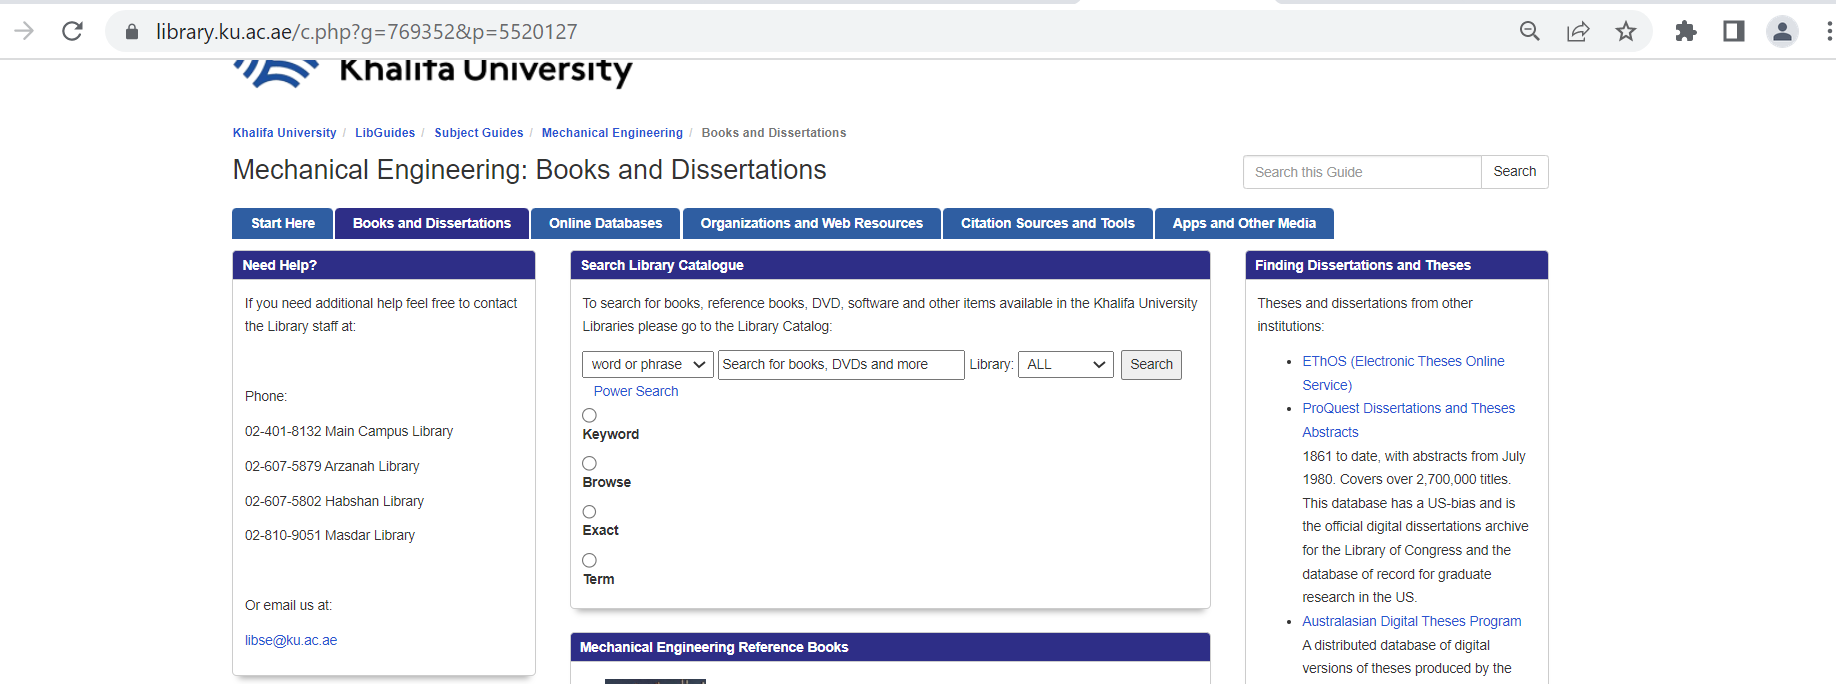 library.ku.ac.ae/c.php?g=769352&p=5520127
Khalifa University
Khalifa University / LibGuides / Subject Guides / Mechanical Engineering / Books and Dissertations
Mechanical Engineering: Books and Dissertations
Search this Guide
Search
Start Here
Books and Dissertations
Online Databases
Organizations and Web Resources
Citation Sources and Tools
Apps and Other Media
Need Help?
If you need additional help feel free to contact
the Library staff at:
Phone:
02-401-8132 Main Campus Library
02-607-5879 Arzanah Library
02-607-5802 Habshan Library
02-810-9051 Masdar Library
Or email us at:
libse@ku.ac.ae
Search Library Catalogue
To search for books, reference books, DVD, software and other items available in the Khalifa University
Libraries please go to the Library Catalog:
word or phrase Search for books, DVDs and more Library: ALL Search
Power Search
Keyword
Browse
Exact
Term
Mechanical Engineering Reference Books
Finding Dissertations and Theses
Theses and dissertations from other
institutions:
• EThOS (Electronic Theses Online
Service)
• ProQuest Dissertations and Theses
Abstracts
1861 to date, with abstracts from July
1980. Covers over 2,700,000 titles.
This database has a US-bias and is
the official digital dissertations archive
for the Library of Congress and the
database of record for graduate
research in the US.
• Australasian Digital Theses Program
A distributed database of digital
versions of theses produced by the